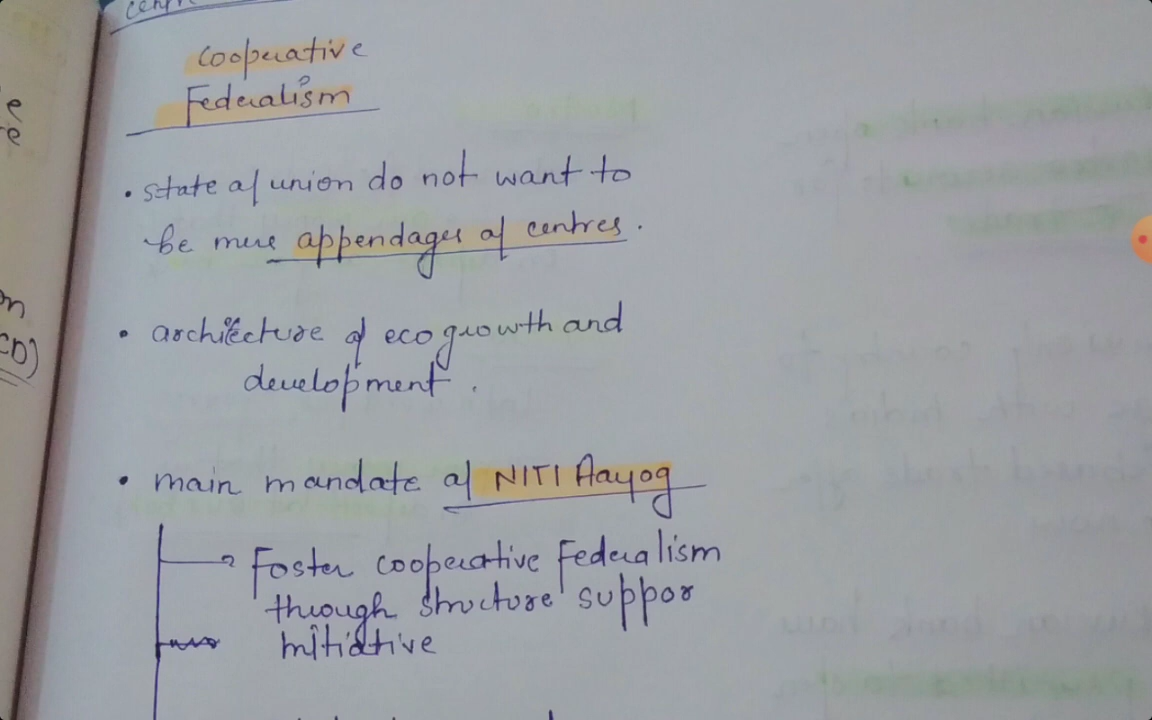 cooperative
Federalism
• state of union do not want to
be mere appendages of centres.
• architecture of eco growth and
development.
• main mandate of NITI Aayog
→ Foster cooperative Federalism
through structure suppor
initiative